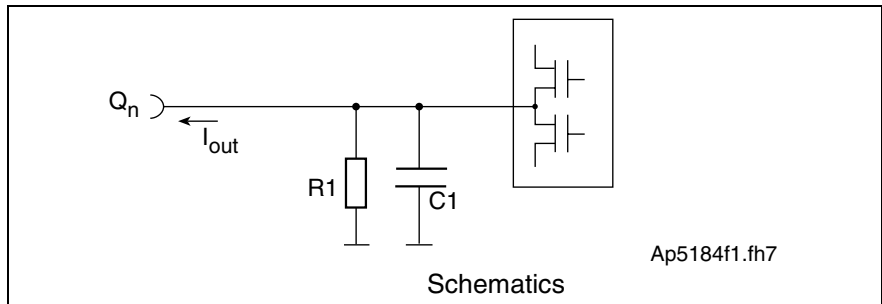 Qn
Iout
R1
C1
Ap5184f1.fh7
Schematics